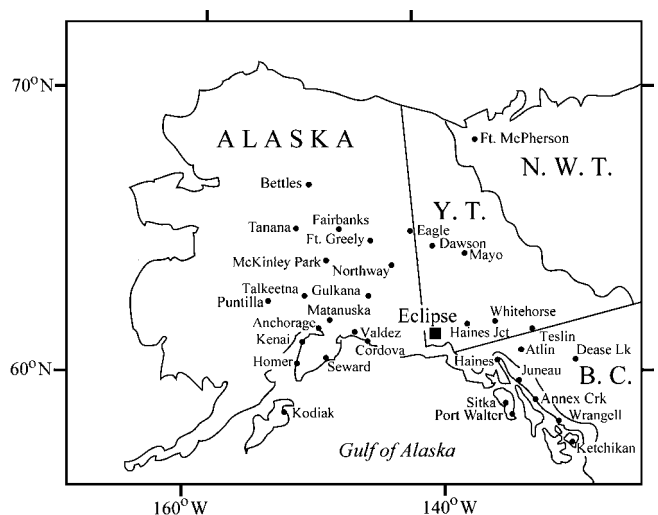 70°N
ALASKA
Ft. McPherson
N. W. T.
Bettles
Y. T.
Fairbanks
Tanana
Eagle
Ft. Greely
Dawson
Mayo
McKinley Park
Northway
Talkeetna
Gulkana
Puntilla
Matanuska
Eclipse
Whitehorse
Anchorage
Valdez
Haines Jct
Teslin
Kenai
Cordova
Atlin
Dease Lk
60°N
Homer
Seward
Haines
Juneau
B. C.
Sitka
Annex Crk
Kodiak
Port Walter
Wrangell
Gulf of Alaska
Ketchikan
160°W
140°W